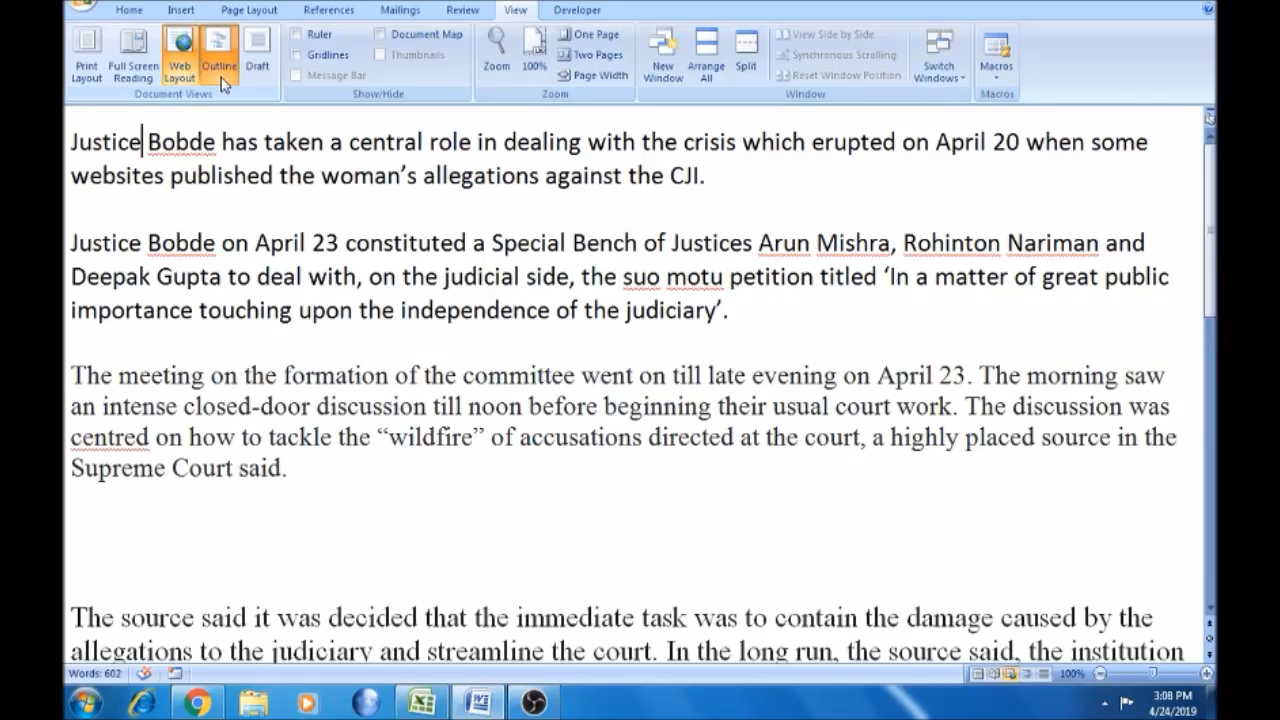 Home Insert Page Layout References Mailings Review View Developer
Ruler Document Map One Page View Side by Side
Gridlines Thumbnails Two Pages Synchronous Scrolling
Message Bar Page Width Reset Window Position
Print Layout Full Screen Reading Web Layout Outline Draft Zoom 100% New Window Arrange All Split Switch Windows Macros
Document Views Show/Hide Zoom Window Macros
Justice Bobde has taken a central role in dealing with the crisis which erupted on April 20 when some
websites published the woman’s allegations against the CJI.
Justice Bobde on April 23 constituted a Special Bench of Justices Arun Mishra, Rohinton Nariman and
Deepak Gupta to deal with, on the judicial side, the suo motu petition titled ‘In a matter of great public
importance touching upon the independence of the judiciary’.
The meeting on the formation of the committee went on till late evening on April 23. The morning saw
an intense closed-door discussion till noon before beginning their usual court work. The discussion was
centred on how to tackle the “wildfire” of accusations directed at the court, a highly placed source in the
Supreme Court said.
The source said it was decided that the immediate task was to contain the damage caused by the
allegations to the judiciary and streamline the court. In the long run, the source said, the institution
Words: 602 100%
3:08 PM
4/24/2019